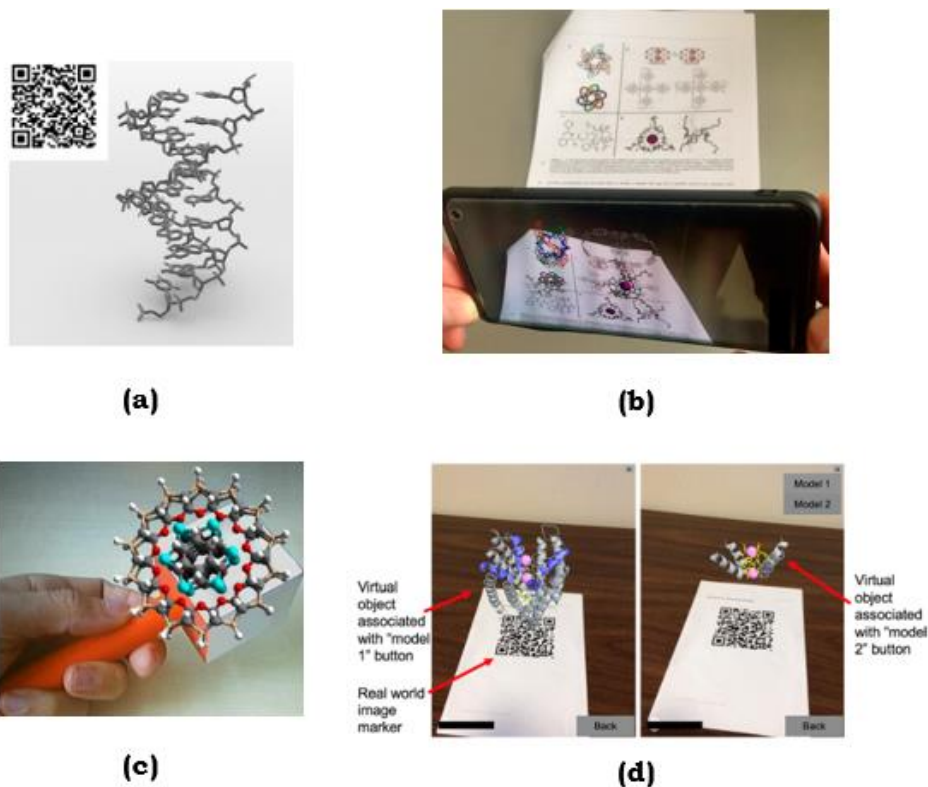 (a)
(b)
(c)
Model 1
Model 2
Virtual
object
associated
with "model
1" button
Real world
image
marker
Back
Back
Virtual
object
associated
with "model
2" button
(d)